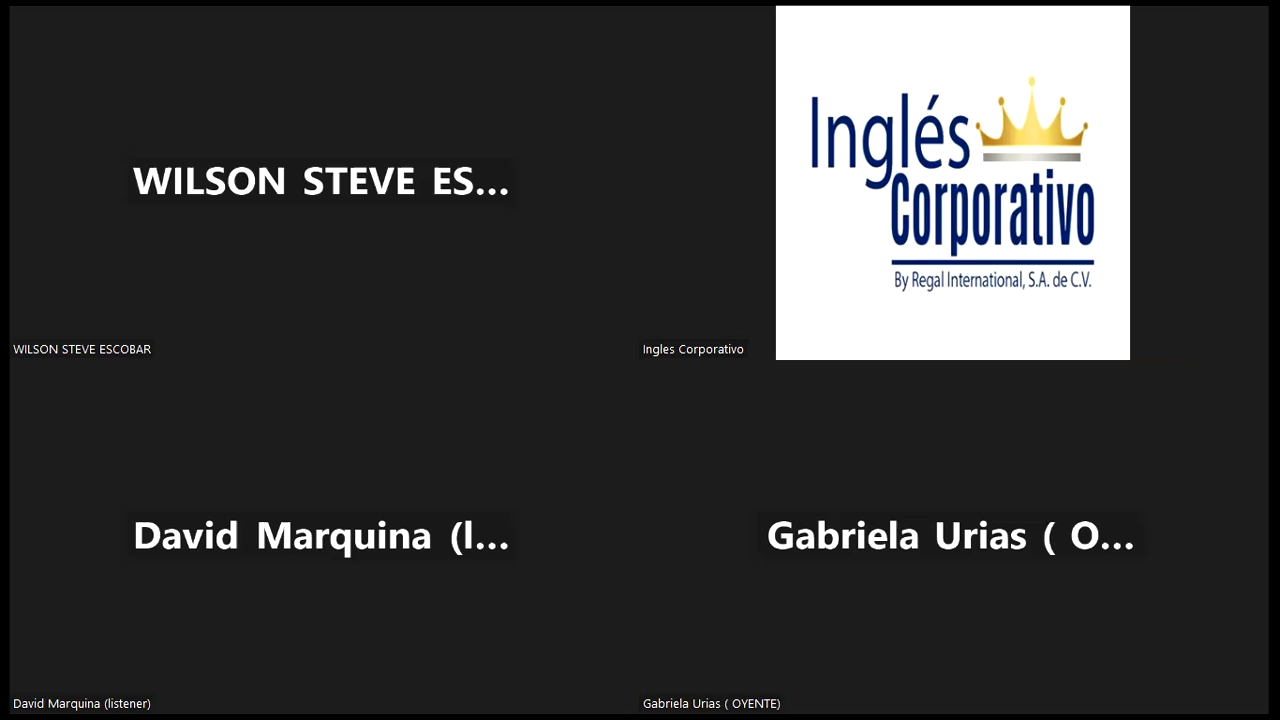 WILSON STEVE ES...
WILSON STEVE ESCOBAR
Inglés
Corporativo
By Regal International, S.A. de C.V.
Ingles Corporativo
David Marquina (l...
David Marquina (listener)
Gabriela Urias ( O...
Gabriela Urias ( OYENTE)